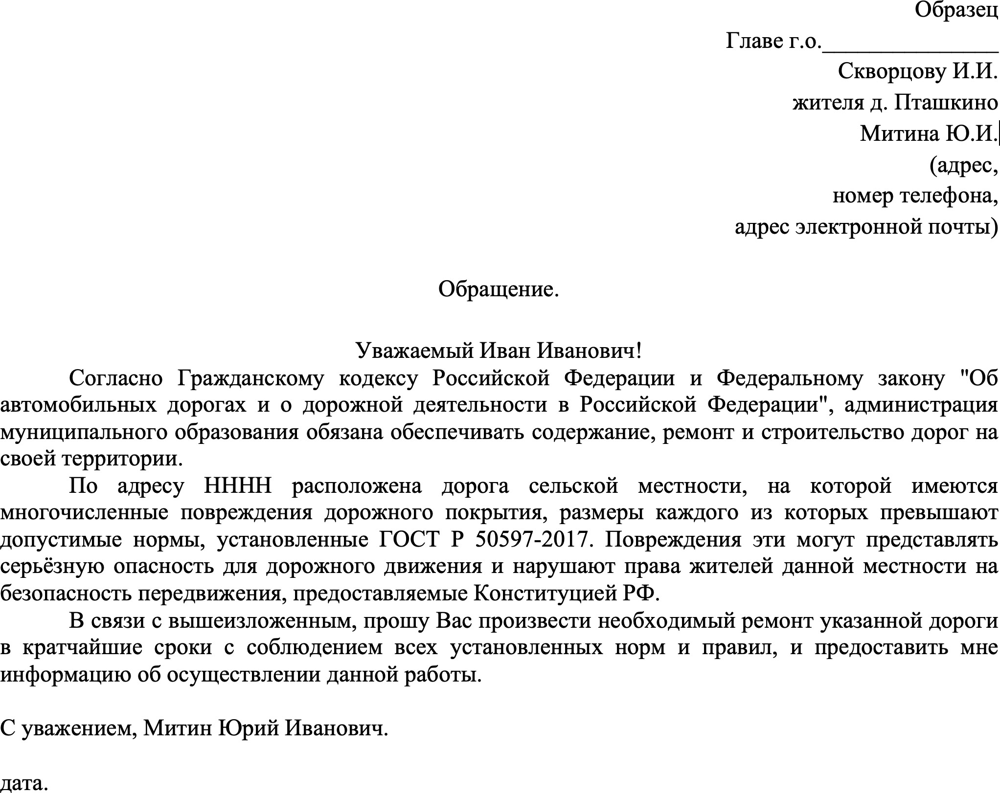 Образец
Главе г.о._______________
Скворцову И.И.
жителя д. Пташкино
Митина Ю.И.
(адрес,
номер телефона,
адрес электронной почты)
Обращение.
Уважаемый Иван Иванович!
Согласно Гражданскому кодексу Российской Федерации и Федеральному закону "Об
автомобильных дорогах и о дорожной деятельности в Российской Федерации", администрация
муниципального образования обязана обеспечивать содержание, ремонт и строительство дорог на
своей территории.
По адресу НННН расположена дорога сельской местности, на которой имеются
многочисленные повреждения дорожного покрытия, размеры каждого из которых превышают
допустимые нормы, установленные ГОСТ Р 50597-2017. Повреждения эти могут представлять
серьёзную опасность для дорожного движения и нарушают права жителей данной местности на
безопасность передвижения, предоставляемые Конституцией РФ.
В связи с вышеизложенным, прошу Вас произвести необходимый ремонт указанной дороги
в кратчайшие сроки с соблюдением всех установленных норм и правил, и предоставить мне
информацию об осуществлении данной работы.
С уважением, Митин Юрий Иванович.
дата.